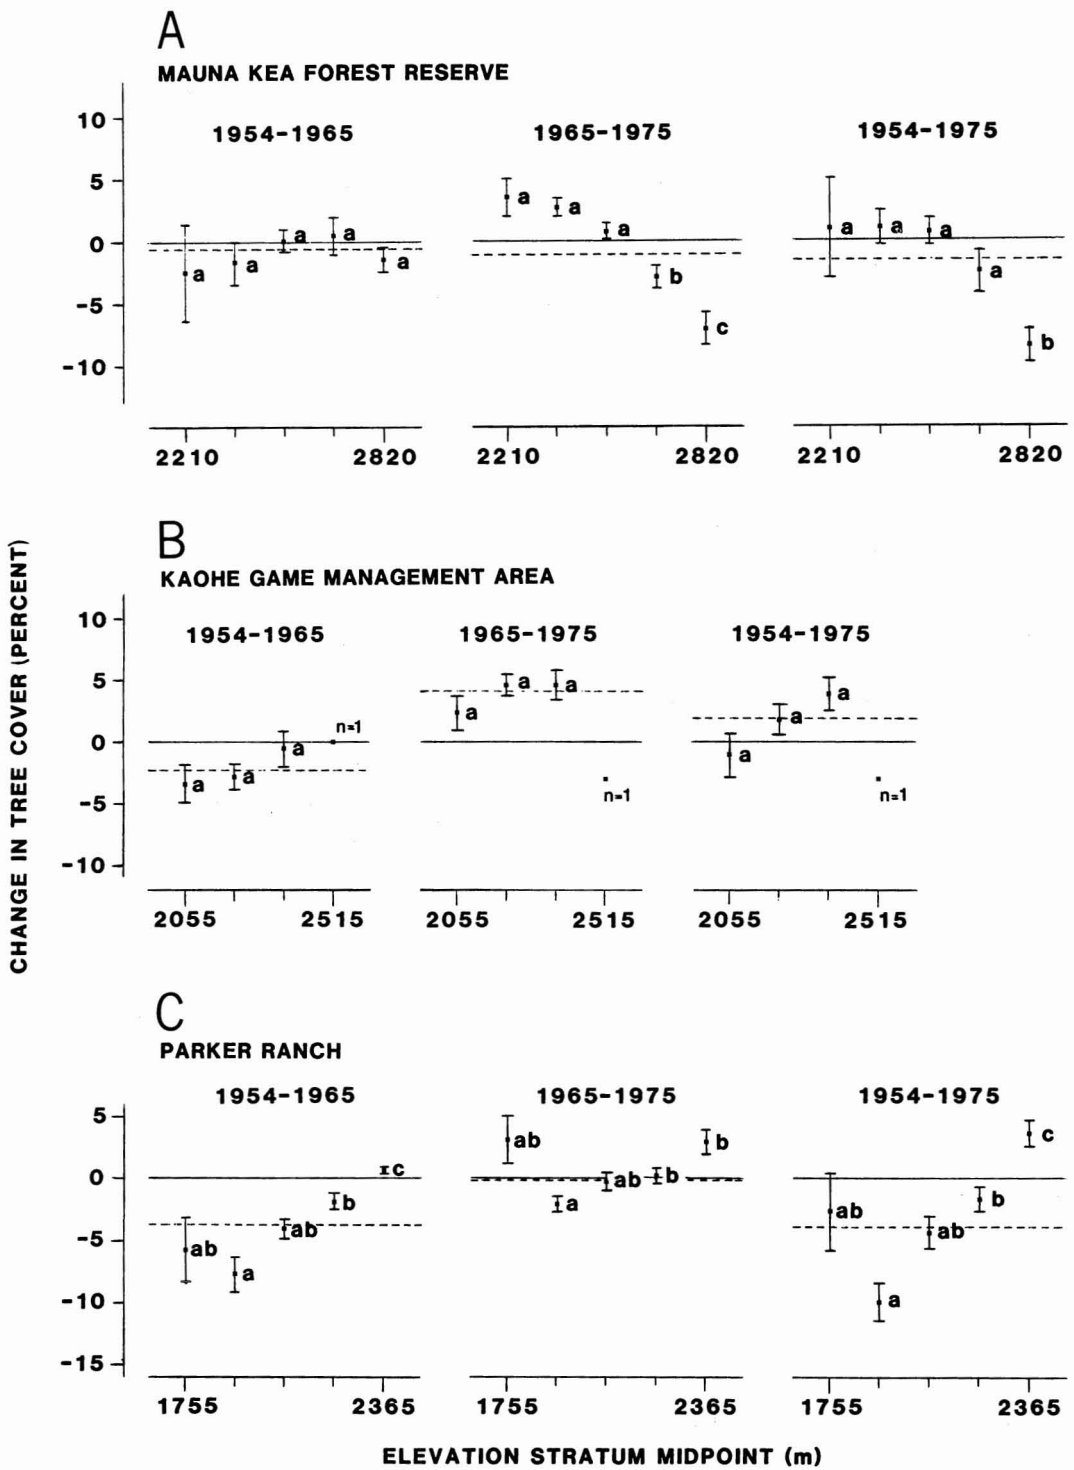 A
MAUNA KEA FOREST RESERVE
1954-1965 1965-1975 1954-1975
10
5
0
-5
-10
a a a a a
a a a b c
a a a a b
2210 2820 2210 2820 2210 2820
B
KAOHE GAME MANAGEMENT AREA
1954-1965 1965-1975 1954-1975
10
5
0
-5
-10
a a a n=1
a a a n=1
a a a n=1
2055 2515 2055 2515 2055 2515
CHANGE IN TREE COVER (PERCENT)
C
PARKER RANCH
1954-1965 1965-1975 1954-1975
5
0
-5
-10
-15
ab a ab b c
ab a ab b b
ab a ab b c
1755 2365 1755 2365 1755 2365
ELEVATION STRATUM MIDPOINT (m)